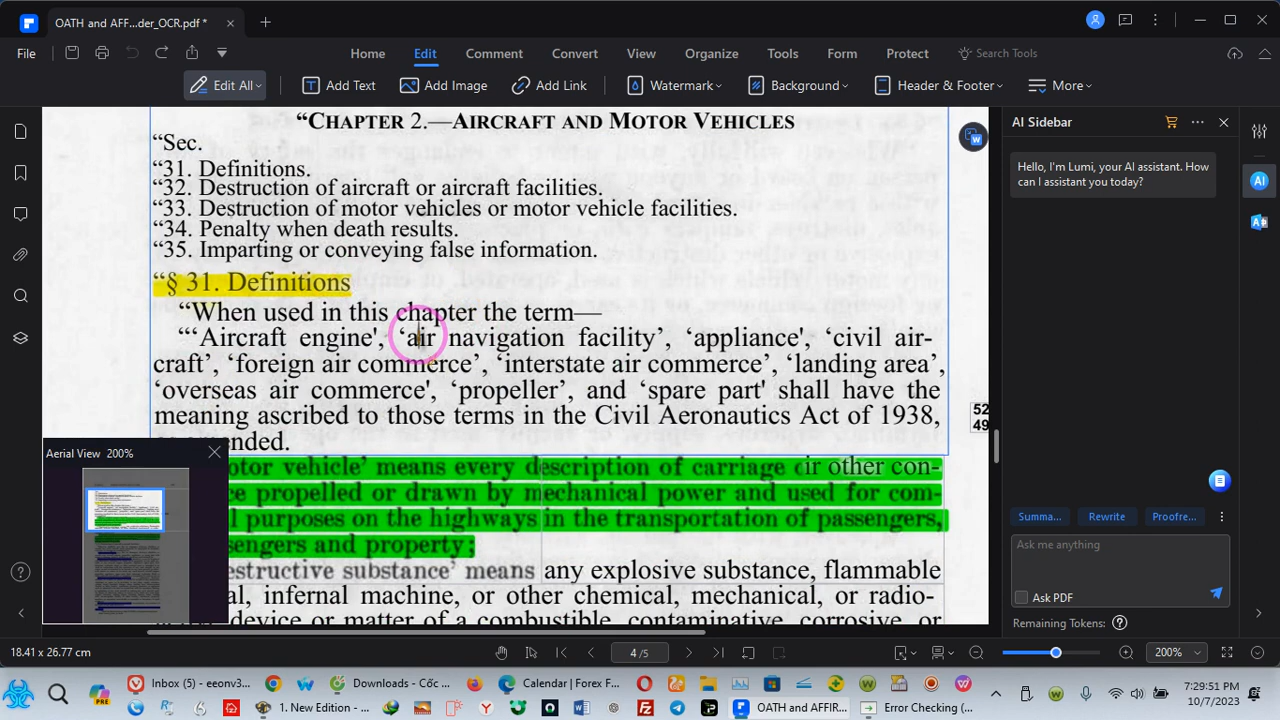 OATH and AFF...der_OCR.pdf *
File
Home
Edit
Comment
Convert
View
Organize
Tools
Form
Protect
Search Tools
Edit All
Add Text
Add Image
Add Link
Watermark
Background
Header & Footer
More
“CHAPTER 2.—AIRCRAFT AND MOTOR VEHICLES
“Sec.
“31. Definitions.
“32. Destruction of aircraft or aircraft facilities.
“33. Destruction of motor vehicles or motor vehicle facilities.
“34. Penalty when death results.
“35. Imparting or conveying false information.
“§ 31. Definitions
“When used in this chapter the term—
“‘Aircraft engine', ‘air navigation facility’, ‘appliance', ‘civil air-
craft’, ‘foreign air commerce’, ‘interstate air commerce’, ‘landing area’,
‘overseas air commerce', ‘propeller’, and ‘spare part' shall have the
meaning ascribed to those terms in the Civil Aeronautics Act of 1938,
amended.
52
49
otor vehicle’ means every description of carriage or other con-
ce propelled or drawn by mechanical power and used for com-
l purposes on the highways in the transportation of passengers,
sengers and property;
estructive substance’ means any explosive substance, flammable
al, infernal machine, or other chemical, mechanical, or radio-
device or matter of a combustible, contaminative, corrosive, or
Aerial View 200%
AI Sidebar
Hello, I'm Lumi, your AI assistant. How
can I assistant you today?
Summa...
Rewrite
Proofre...
Ask me anything
Ask PDF
Remaining Tokens:
18.41 x 26.77 cm
4 /5
200%
Inbox (5) - eeonv3...
Downloads - Cốc ...
Calendar | Forex F...
PRE
1. New Edition - ...
OATH and AFFIR...
Error Checking (...
7:29:51 PM
10/7/2023